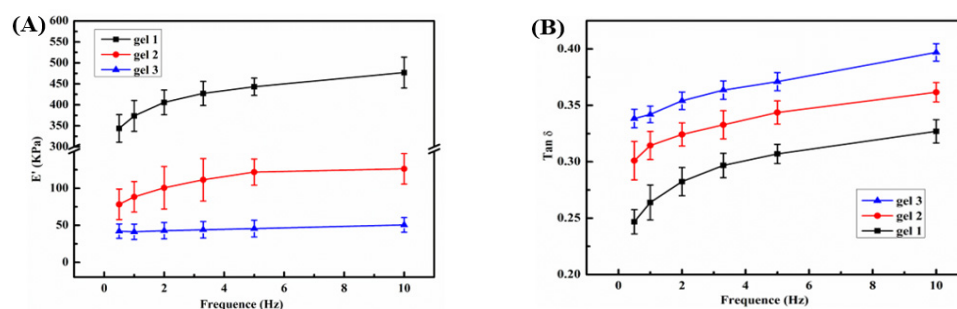 (A)
600
550
500
450
400
350
300
100
50
0
E' (KPa)
gel 1
gel 2
gel 3
0 2 4 6 8 10
Frequence (Hz)
(B)
0.40
0.35
0.30
0.25
0.20
Tan δ
gel 3
gel 2
gel 1
0 2 4 6 8 10
Frequence (Hz)